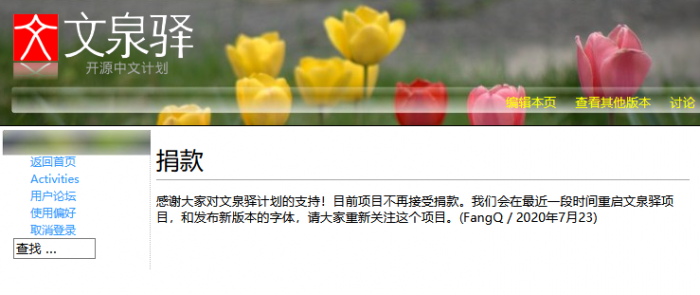 文
文泉驿
开源中文计划
编辑本页 查看其他版本 讨论
返回首页
Activities
用户论坛
使用偏好
取消登录
查找 ...
捐款
感谢大家对文泉驿计划的支持！目前项目不再接受捐款。我们会在最近一段时间重启文泉驿项
目，和发布新版本的字体，请大家重新关注这个项目。(FangQ / 2020年7月23)